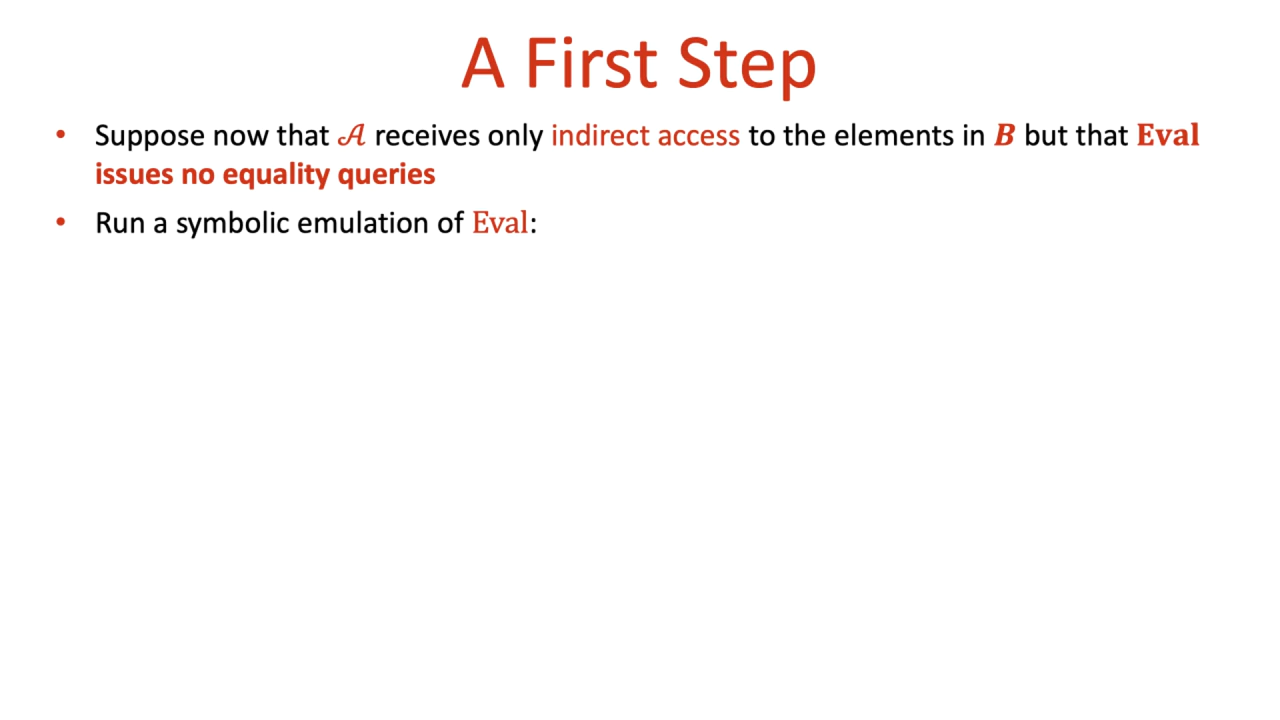 A First Step
• Suppose now that 𝒜 receives only indirect access to the elements in B but that Eval
issues no equality queries
• Run a symbolic emulation of Eval: